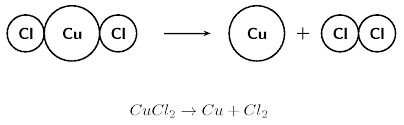 Cl Cu Cl → Cu + Cl Cl
CuCl₂ → Cu + Cl₂